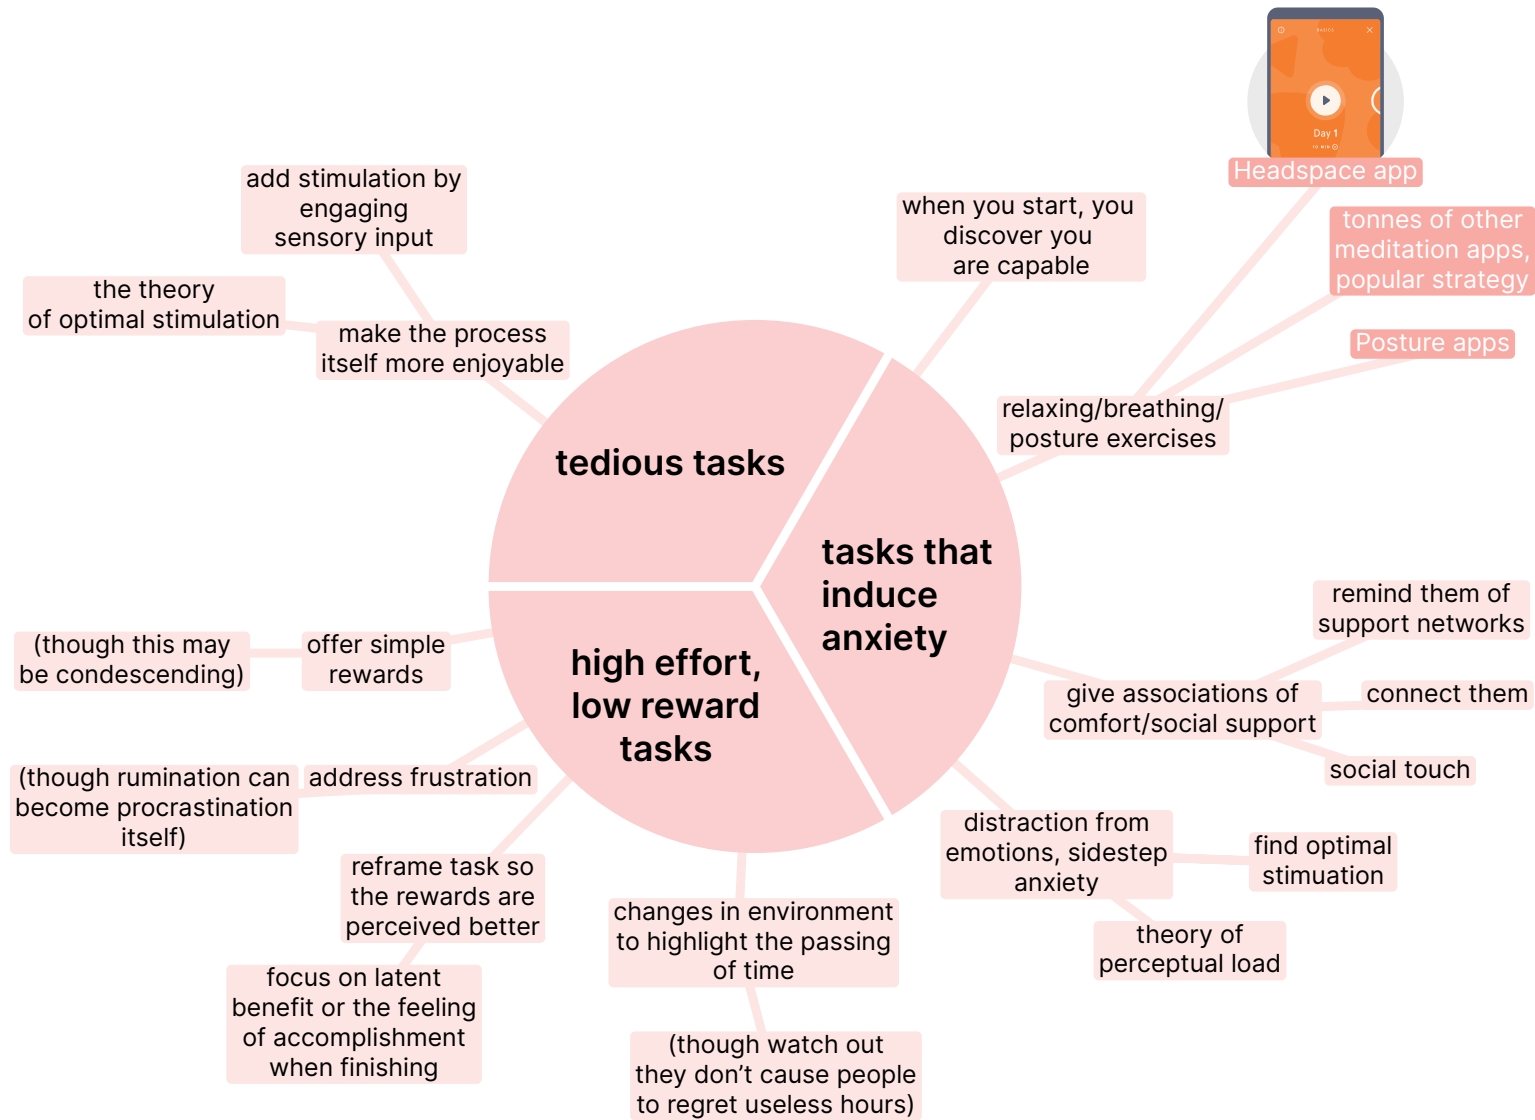 BASICS
Day 1
10 MIN
Headspace app
tonnes of other
meditation apps,
popular strategy
Posture apps
add stimulation by
engaging
sensory input
the theory
of optimal stimulation
make the process
itself more enjoyable
when you start, you
discover you
are capable
relaxing/breathing/
posture exercises
tedious tasks
tasks that
induce
anxiety
high effort,
low reward
tasks
(though this may
be condescending)
offer simple
rewards
(though rumination can
become procrastination
itself)
address frustration
reframe task so
the rewards are
perceived better
focus on latent
benefit or the feeling
of accomplishment
when finishing
changes in environment
to highlight the passing
of time
(though watch out
they don’t cause people
to regret useless hours)
remind them of
support networks
give associations of
comfort/social support
connect them
social touch
distraction from
emotions, sidestep
anxiety
find optimal
stimuation
theory of
perceptual load